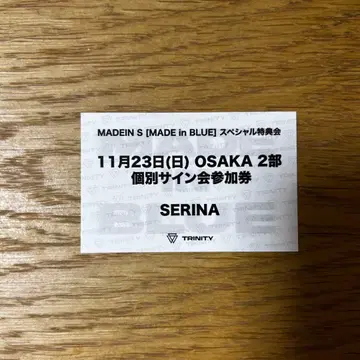 MADEIN S [MADE in BLUE] スペシャル特典会
11月23日(日) OSAKA 2部
個別サイン会参加券
SERINA
TRINITY